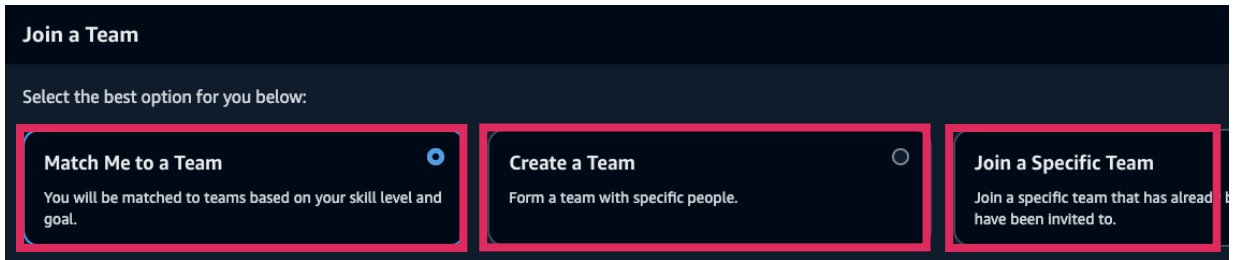 Join a Team
Select the best option for you below:
Match Me to a Team
You will be matched to teams based on your skill level and
goal.
Create a Team
Form a team with specific people.
Join a Specific Team
Join a specific team that has already
have been invited to.